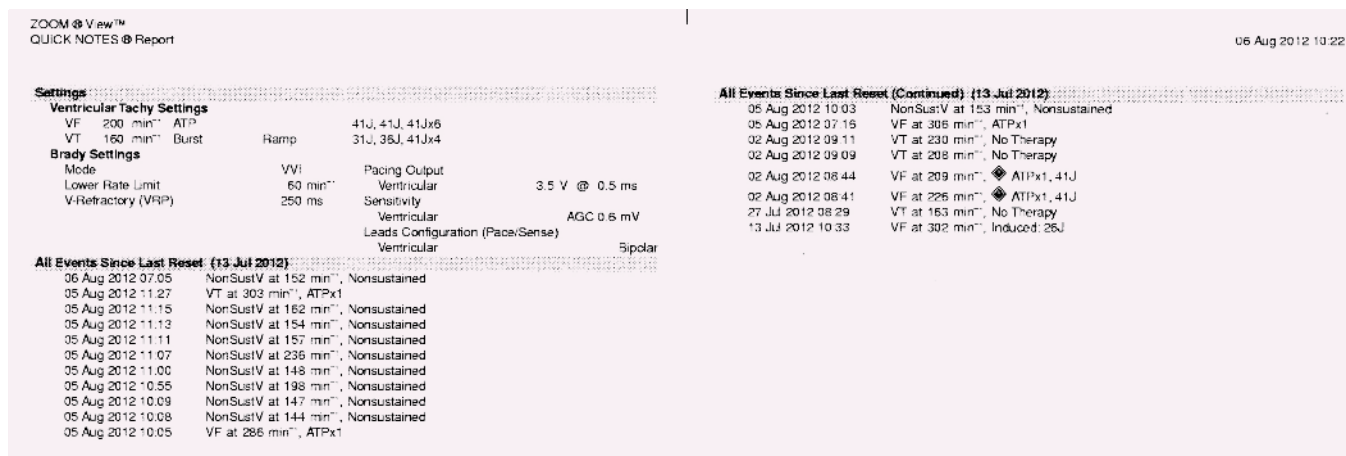 ZOOM ® View™
QUICK NOTES ® Report
06 Aug 2012 10:22
Settings
Ventricular Tachy Settings
VF 200 min⁻¹ ATP 41J, 41J, 41Jx6
VT 160 min⁻¹ Burst Ramp 31J, 36J, 41Jx4
Brady Settings
Mode VVI
Lower Rate Limit 60 min⁻¹
V-Refractory (VRP) 250 ms
Pacing Output
Ventricular 3.5 V @ 0.5 ms
Sensitivity
Ventricular AGC 0.6 mV
Leads Configuration (Pace/Sense)
Ventricular Bipolar
All Events Since Last Reset (13 Jul 2012)
06 Aug 2012 07:05 NonSustV at 152 min⁻¹, Nonsustained
05 Aug 2012 11:27 VT at 303 min⁻¹, ATPx1
05 Aug 2012 11:15 NonSustV at 162 min⁻¹, Nonsustained
05 Aug 2012 11:13 NonSustV at 154 min⁻¹, Nonsustained
05 Aug 2012 11:11 NonSustV at 157 min⁻¹, Nonsustained
05 Aug 2012 11:07 NonSustV at 236 min⁻¹, Nonsustained
05 Aug 2012 11:00 NonSustV at 148 min⁻¹, Nonsustained
05 Aug 2012 10:55 NonSustV at 198 min⁻¹, Nonsustained
05 Aug 2012 10:09 NonSustV at 147 min⁻¹, Nonsustained
05 Aug 2012 10:08 NonSustV at 144 min⁻¹, Nonsustained
05 Aug 2012 10:05 VF at 286 min⁻¹, ATPx1
All Events Since Last Reset (Continued) (13 Jul 2012)
05 Aug 2012 10:03 NonSustV at 153 min⁻¹, Nonsustained
05 Aug 2012 07:16 VF at 306 min⁻¹, ATPx1
02 Aug 2012 09:11 VT at 230 min⁻¹, No Therapy
02 Aug 2012 09:09 VT at 208 min⁻¹, No Therapy
02 Aug 2012 08:44 VF at 209 min⁻¹, ATPx1, 41J
02 Aug 2012 08:41 VF at 226 min⁻¹, ATPx1, 41J
27 Jul 2012 08:29 VT at 163 min⁻¹, No Therapy
13 Jul 2012 10:33 VF at 302 min⁻¹, Induced: 26J